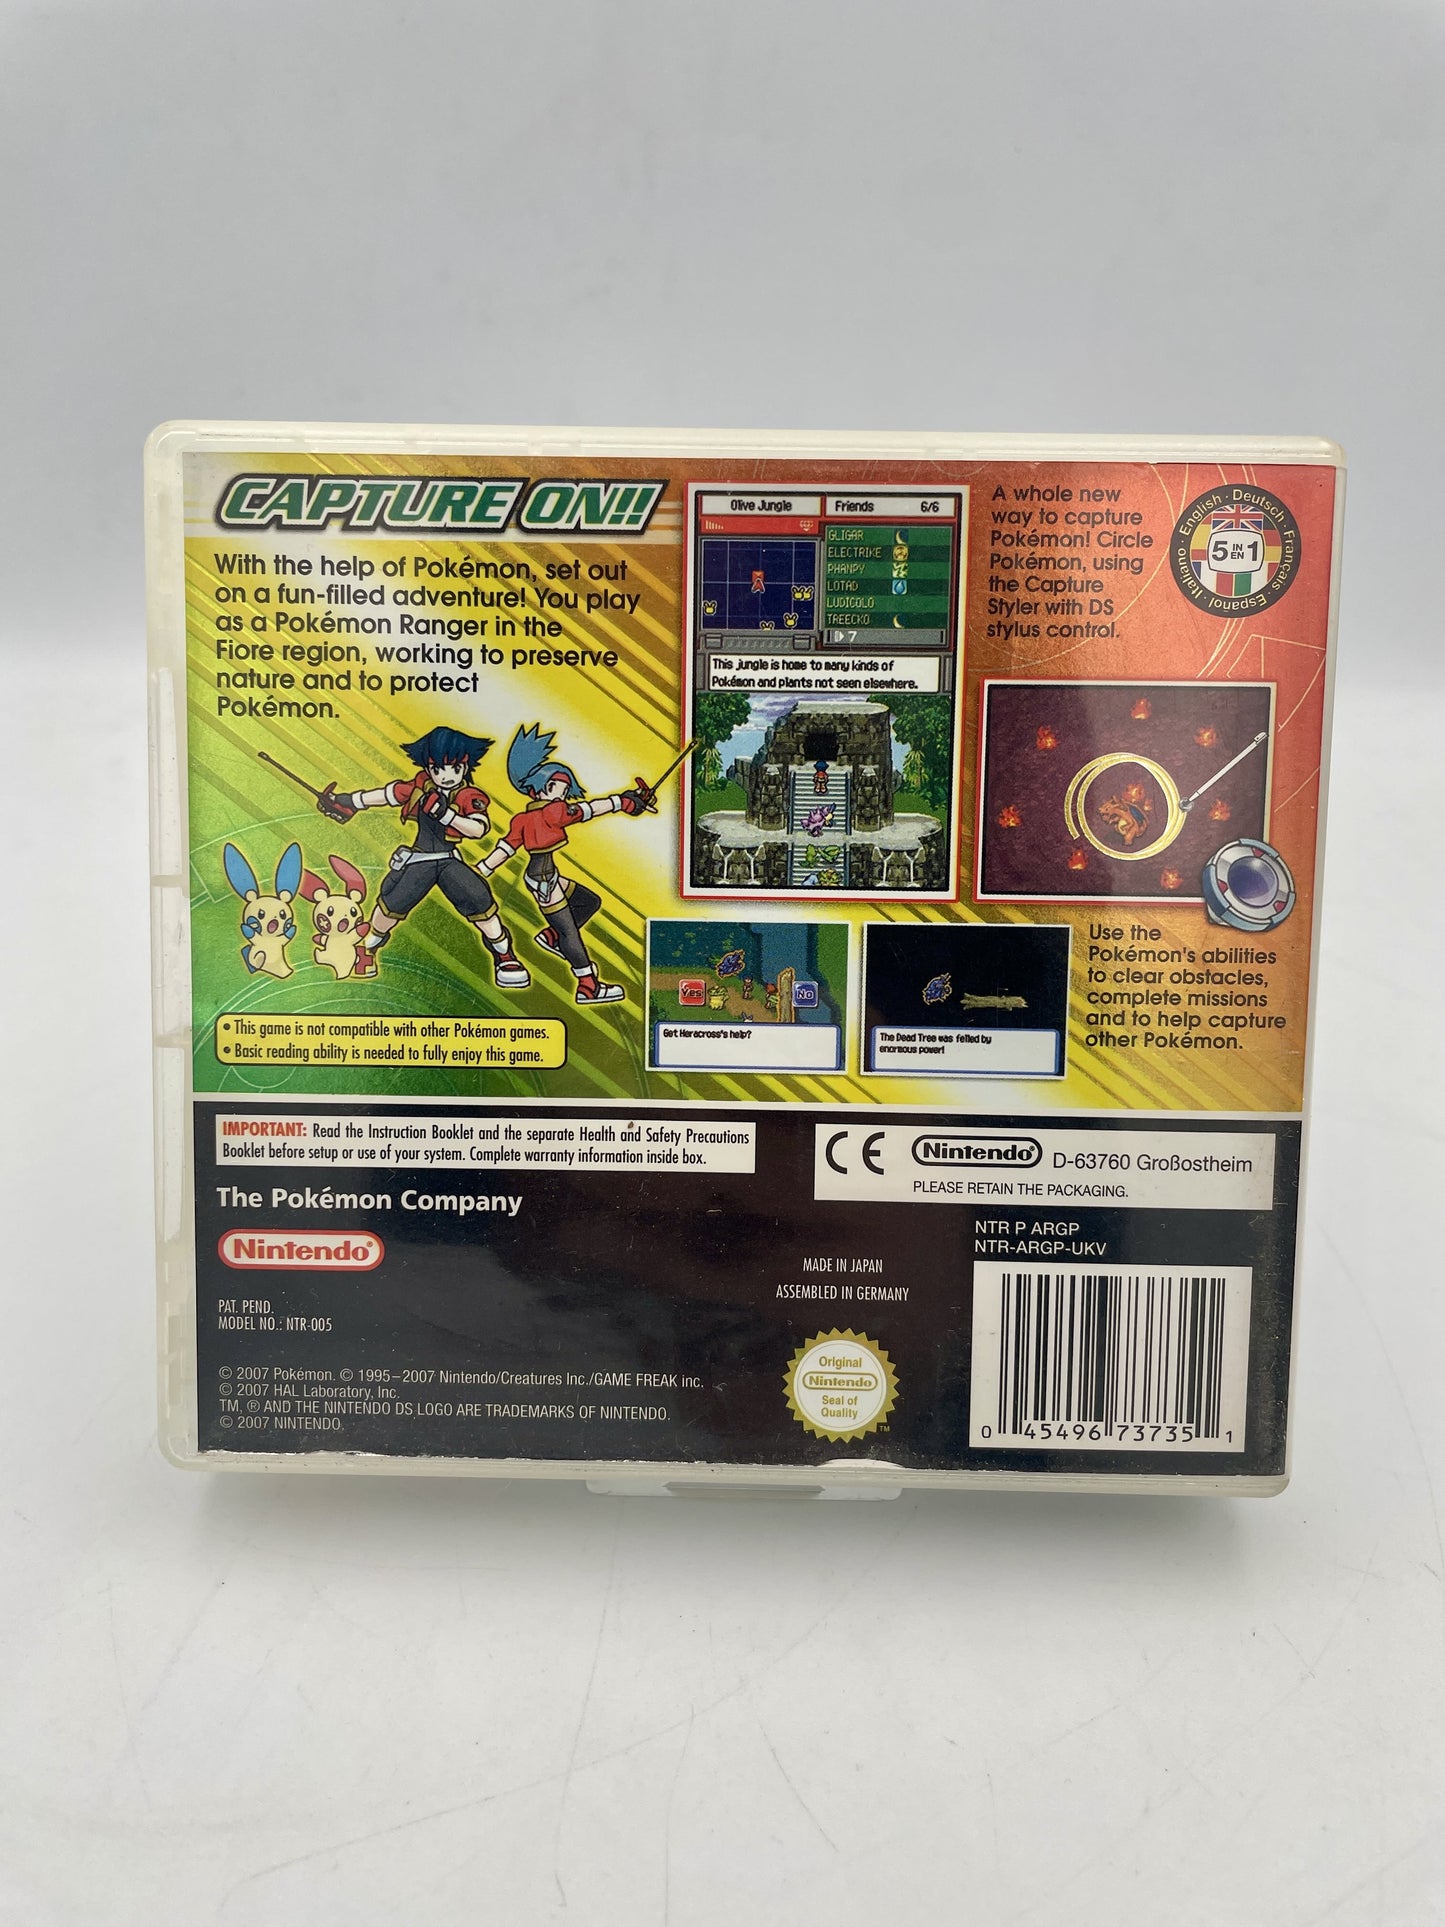 CAPTURE ON!!
With the help of Pokémon, set out
on a fun-filled adventure! You play
as a Pokémon Ranger in the
Fiore region, working to preserve
nature and to protect
Pokémon.
Olive Jungle
Friends 6/6
GLIGAR
ELECTRIKE
PHANPY
LOTAD
LUDICOLO
TREECKO
7
This jungle is home to many kinds of
Pokémon and plants not seen elsewhere.
A whole new
way to capture
Pokémon! Circle
Pokémon, using
the Capture
Styler with DS
stylus control.
English · Deutsch · Français · Español · Italiano ·
5 IN EN 1
Yes
No
Get Heracross's help?
The Dead Tree was felled by
enormous power!
Use the
Pokémon's abilities
to clear obstacles,
complete missions
and to help capture
other Pokémon.
• This game is not compatible with other Pokémon games.
• Basic reading ability is needed to fully enjoy this game.
IMPORTANT: Read the Instruction Booklet and the separate Health and Safety Precautions
Booklet before setup or use of your system. Complete warranty information inside box.
CE Nintendo D-63760 Großostheim
PLEASE RETAIN THE PACKAGING.
The Pokémon Company
Nintendo
NTR P ARGP
NTR-ARGP-UKV
MADE IN JAPAN
ASSEMBLED IN GERMANY
PAT. PEND.
MODEL NO.: NTR-005
© 2007 Pokémon. © 1995–2007 Nintendo/Creatures Inc./GAME FREAK inc.
© 2007 HAL Laboratory, Inc.
TM, ® AND THE NINTENDO DS LOGO ARE TRADEMARKS OF NINTENDO.
© 2007 NINTENDO.
Original
Nintendo
Seal of
Quality
TM
0 45496 73735 1